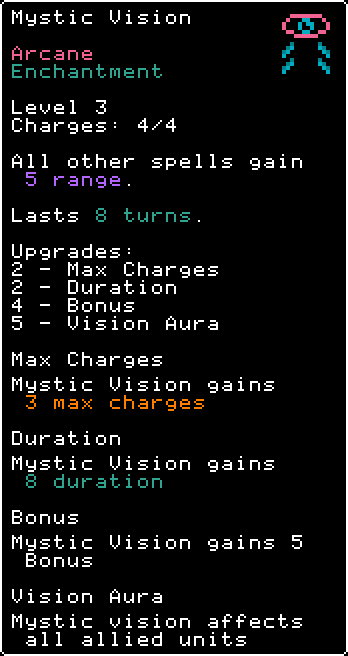 Mystic Vision
Arcane
Enchantment
Level 3
Charges: 4/4
All other spells gain
5 range.
Lasts 8 turns.
Upgrades:
2 - Max Charges
2 - Duration
4 - Bonus
5 - Vision Aura
Max Charges
Mystic Vision gains
3 max charges
Duration
Mystic Vision gains
8 duration
Bonus
Mystic Vision gains 5
Bonus
Vision Aura
Mystic vision affects
all allied units